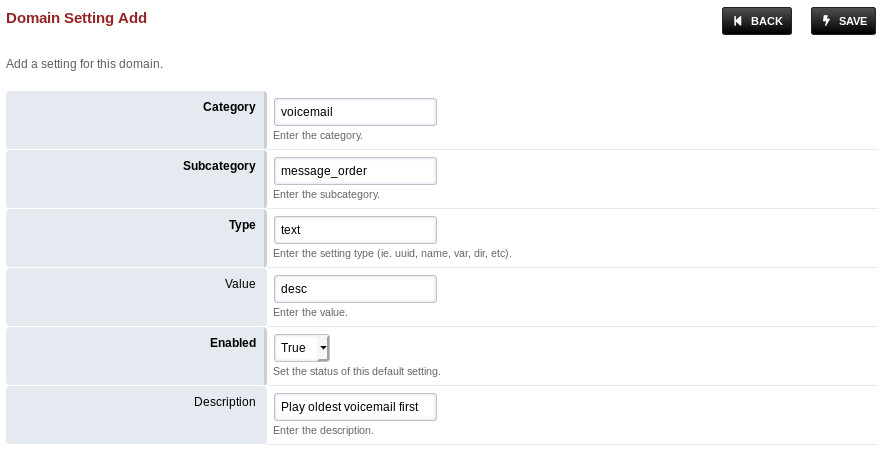 Domain Setting Add
BACK
SAVE
Add a setting for this domain.
Category
voicemail
Enter the category.
Subcategory
message_order
Enter the subcategory.
Type
text
Enter the setting type (ie. uuid, name, var, dir, etc).
Value
desc
Enter the value.
Enabled
True
Set the status of this default setting.
Description
Play oldest voicemail first
Enter the description.